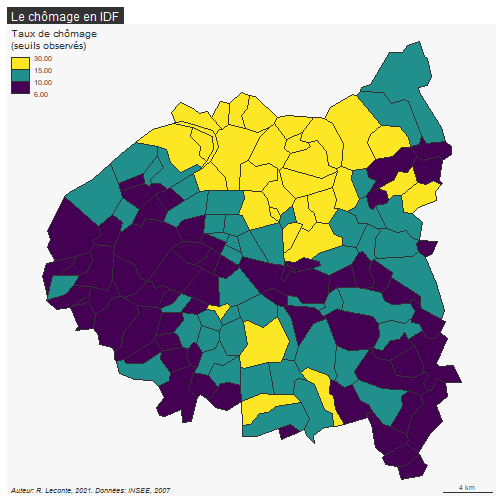 Le chômage en IDF
Taux de chômage
(seuils observés)
30.00
15.00
10.00
6.00
Auteur: R. Leconte, 2021. Données: INSEE, 2007
4 km